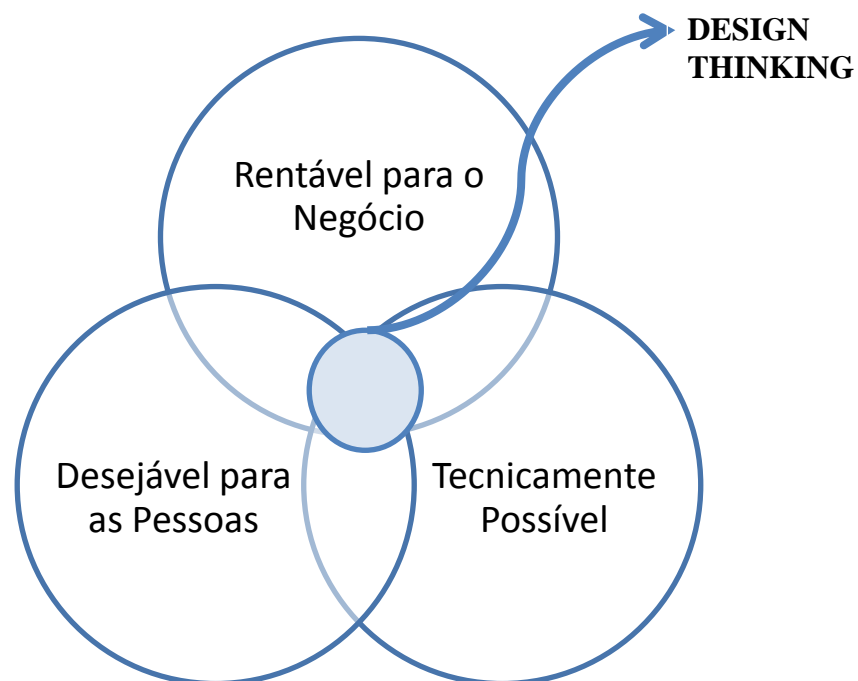 DESIGN
THINKING
Rentável para o
Negócio
Desejável para
as Pessoas
Tecnicamente
Possível